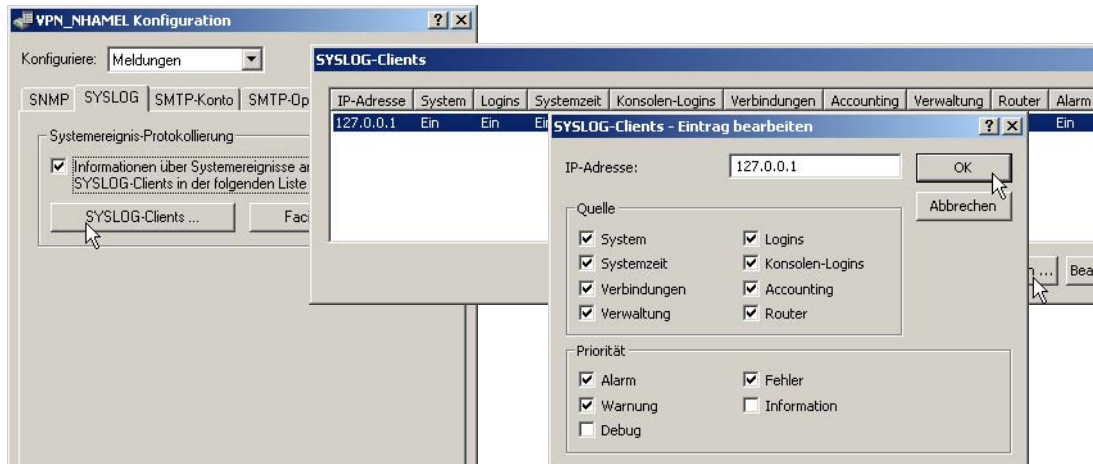 VPN_NHAMEL Konfiguration
Konfiguriere: Meldungen
SNMP SYSLOG SMTP-Konto SMTP-Op
Systemereignis-Protokollierung
Informationen über Systemereignisse
SYSLOG-Clients in der folgenden Liste
SYSLOG-Clients ... Faci
SYSLOG-Clients
IP-Adresse System Logins Systemzeit Konsolen-Logins Verbindungen Accounting Verwaltung Router Alarm
127.0.0.1 Ein Ein Ei Ein
SYSLOG-Clients - Eintrag bearbeiten
IP-Adresse: 127.0.0.1
OK
Abbrechen
Quelle
System Logins
Systemzeit Konsolen-Logins
Verbindungen Accounting
Verwaltung Router
Priorität
Alarm Fehler
Warnung Information
Debug
n ... Bea